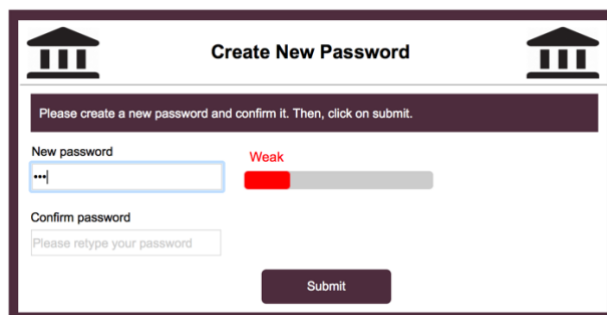 Create New Password
Please create a new password and confirm it. Then, click on submit.
New password
Weak
•••
Confirm password
Please retype your password
Submit